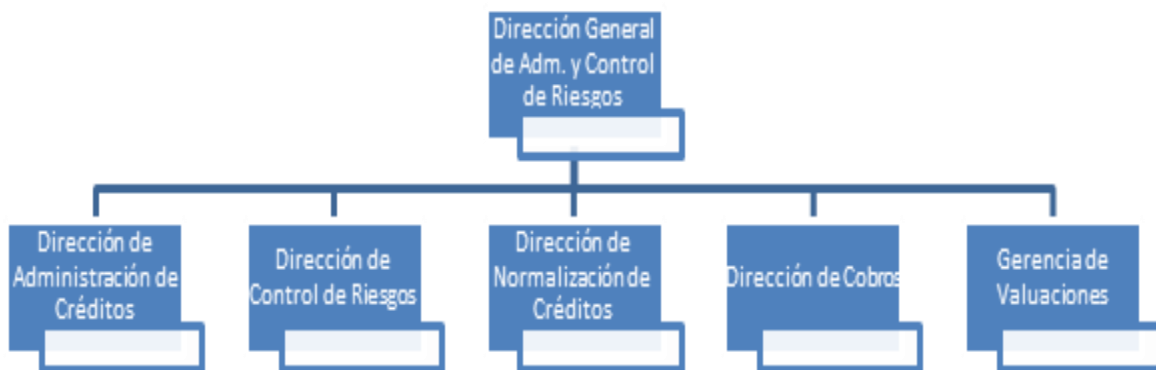 Dirección General
de Adm. y Control
de Riesgos
Dirección de
Administración de
Créditos
Dirección de
Control de Riesgos
Dirección de
Normalización de
Créditos
Dirección de Cobros
Gerencia de
Valuaciones